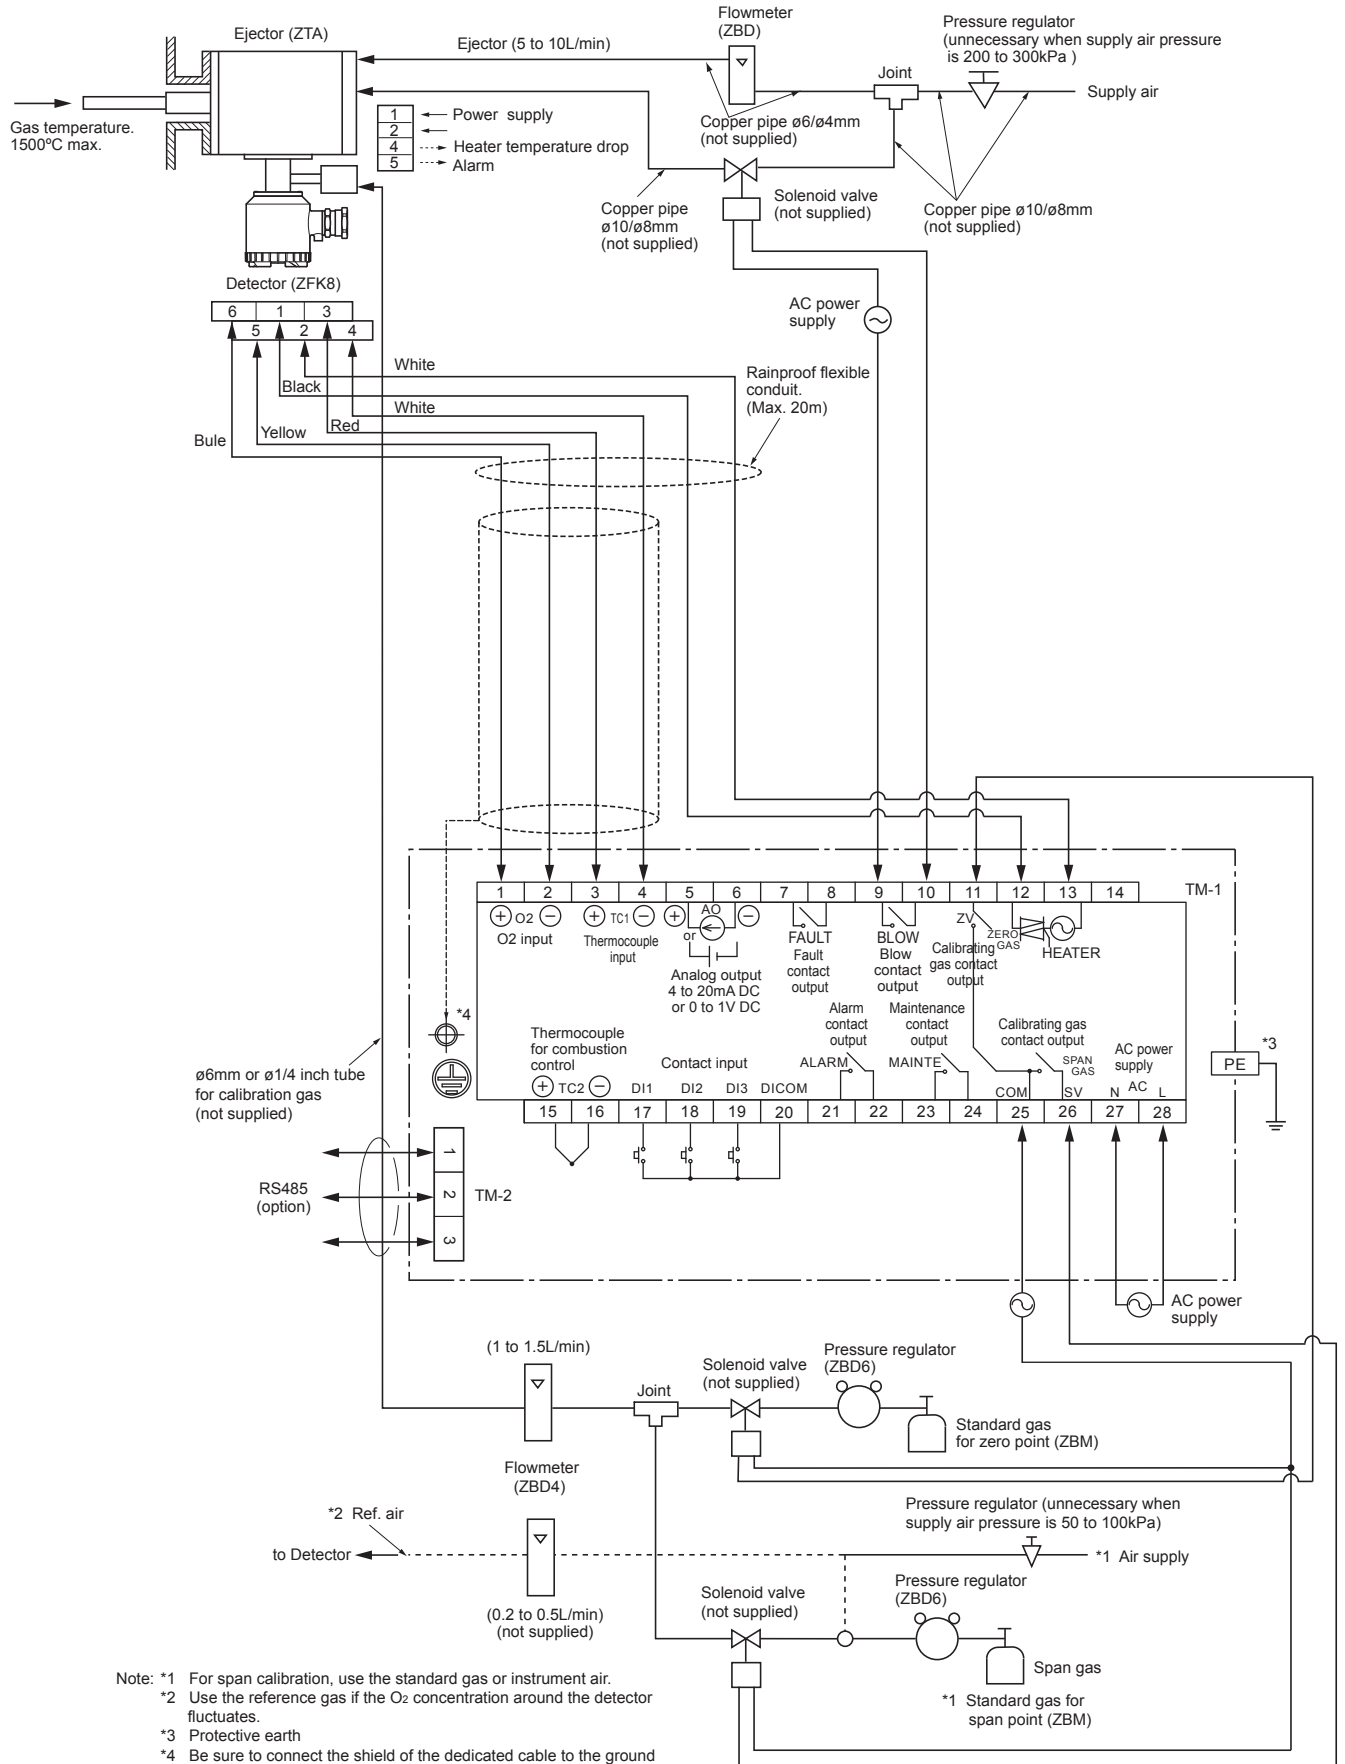 Ejector (ZTA)
Ejector (5 to 10L/min)
Flowmeter
(ZBD)
Pressure regulator
(unnecessary when supply air pressure
is 200 to 300kPa )
Joint
Supply air
Gas temperature.
1500ºC max.
1
Power supply
2
4
Heater temperature drop
5
Alarm
Copper pipe ø6/ø4mm
(not supplied)
Copper pipe
ø10/ø8mm
(not supplied)
Solenoid valve
(not supplied)
Copper pipe ø10/ø8mm
(not supplied)
Detector (ZFK8)
6 1 3
5 2 4
AC power
supply
White
Black
White
Red
Yellow
Bule
Rainproof flexible
conduit.
(Max. 20m)
1 2 3 4 5 6 7 8 9 10 11 12 13 14
TM-1
+ O2 −
O2 input
+ TC1 −
Thermocouple
input
+ AO −
or
Analog output
4 to 20mA DC
or 0 to 1V DC
FAULT
Fault
contact
output
BLOW
Blow
contact
output
ZV
ZERO
GAS
Calibrating
gas contact
output
HEATER
*4
Thermocouple
for combustion
control
+ TC2 −
Contact input
DI1 DI2 DI3 DICOM
Alarm
contact
output
ALARM
Maintenance
contact
output
MAINTE
Calibrating gas
contact output
SPAN
GAS
COM
SV
AC power
supply
N AC L
*3
PE
15 16 17 18 19 20 21 22 23 24 25 26 27 28
ø6mm or ø1/4 inch tube
for calibration gas
(not supplied)
RS485
(option)
1
2
3
TM-2
AC power
supply
(1 to 1.5L/min)
Joint
Solenoid valve
(not supplied)
Pressure regulator
(ZBD6)
Standard gas
for zero point (ZBM)
Flowmeter
(ZBD4)
*2 Ref. air
to Detector
Pressure regulator (unnecessary when
supply air pressure is 50 to 100kPa)
*1 Air supply
(0.2 to 0.5L/min)
(not supplied)
Solenoid valve
(not supplied)
Pressure regulator
(ZBD6)
Span gas
*1 Standard gas for
span point (ZBM)
Note: *1 For span calibration, use the standard gas or instrument air.
*2 Use the reference gas if the O2 concentration around the detector
fluctuates.
*3 Protective earth
*4 Be sure to connect the shield of the dedicated cable to the ground